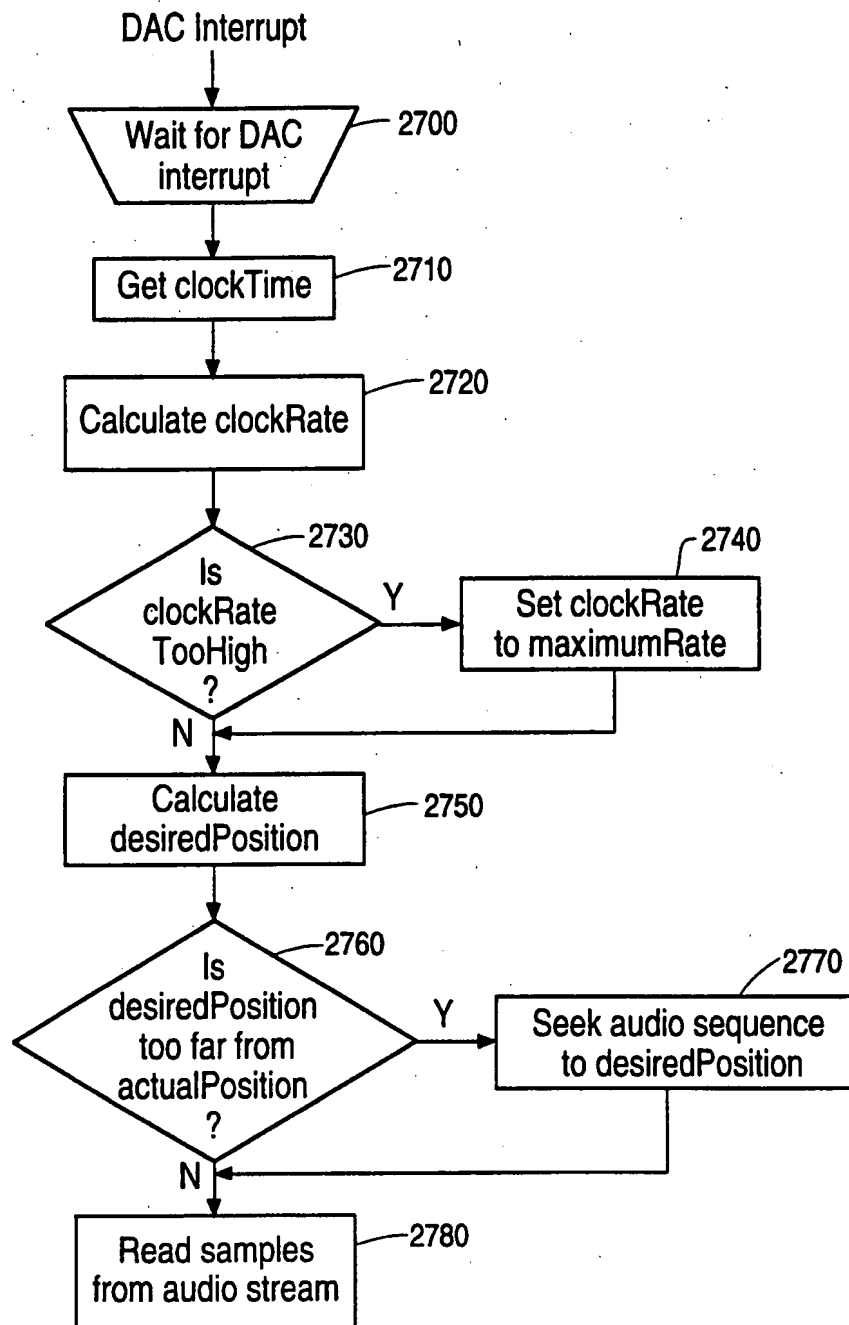 DAC Interrupt
Wait for DAC
interrupt
2700
Get clockTime
2710
Calculate clockRate
2720
Is
clockRate
TooHigh
?
2730
Y
N
Set clockRate
to maximumRate
2740
Calculate
desiredPosition
2750
Is
desiredPosition
too far from
actualPosition
?
2760
Y
N
Seek audio sequence
to desiredPosition
2770
Read samples
from audio stream
2780